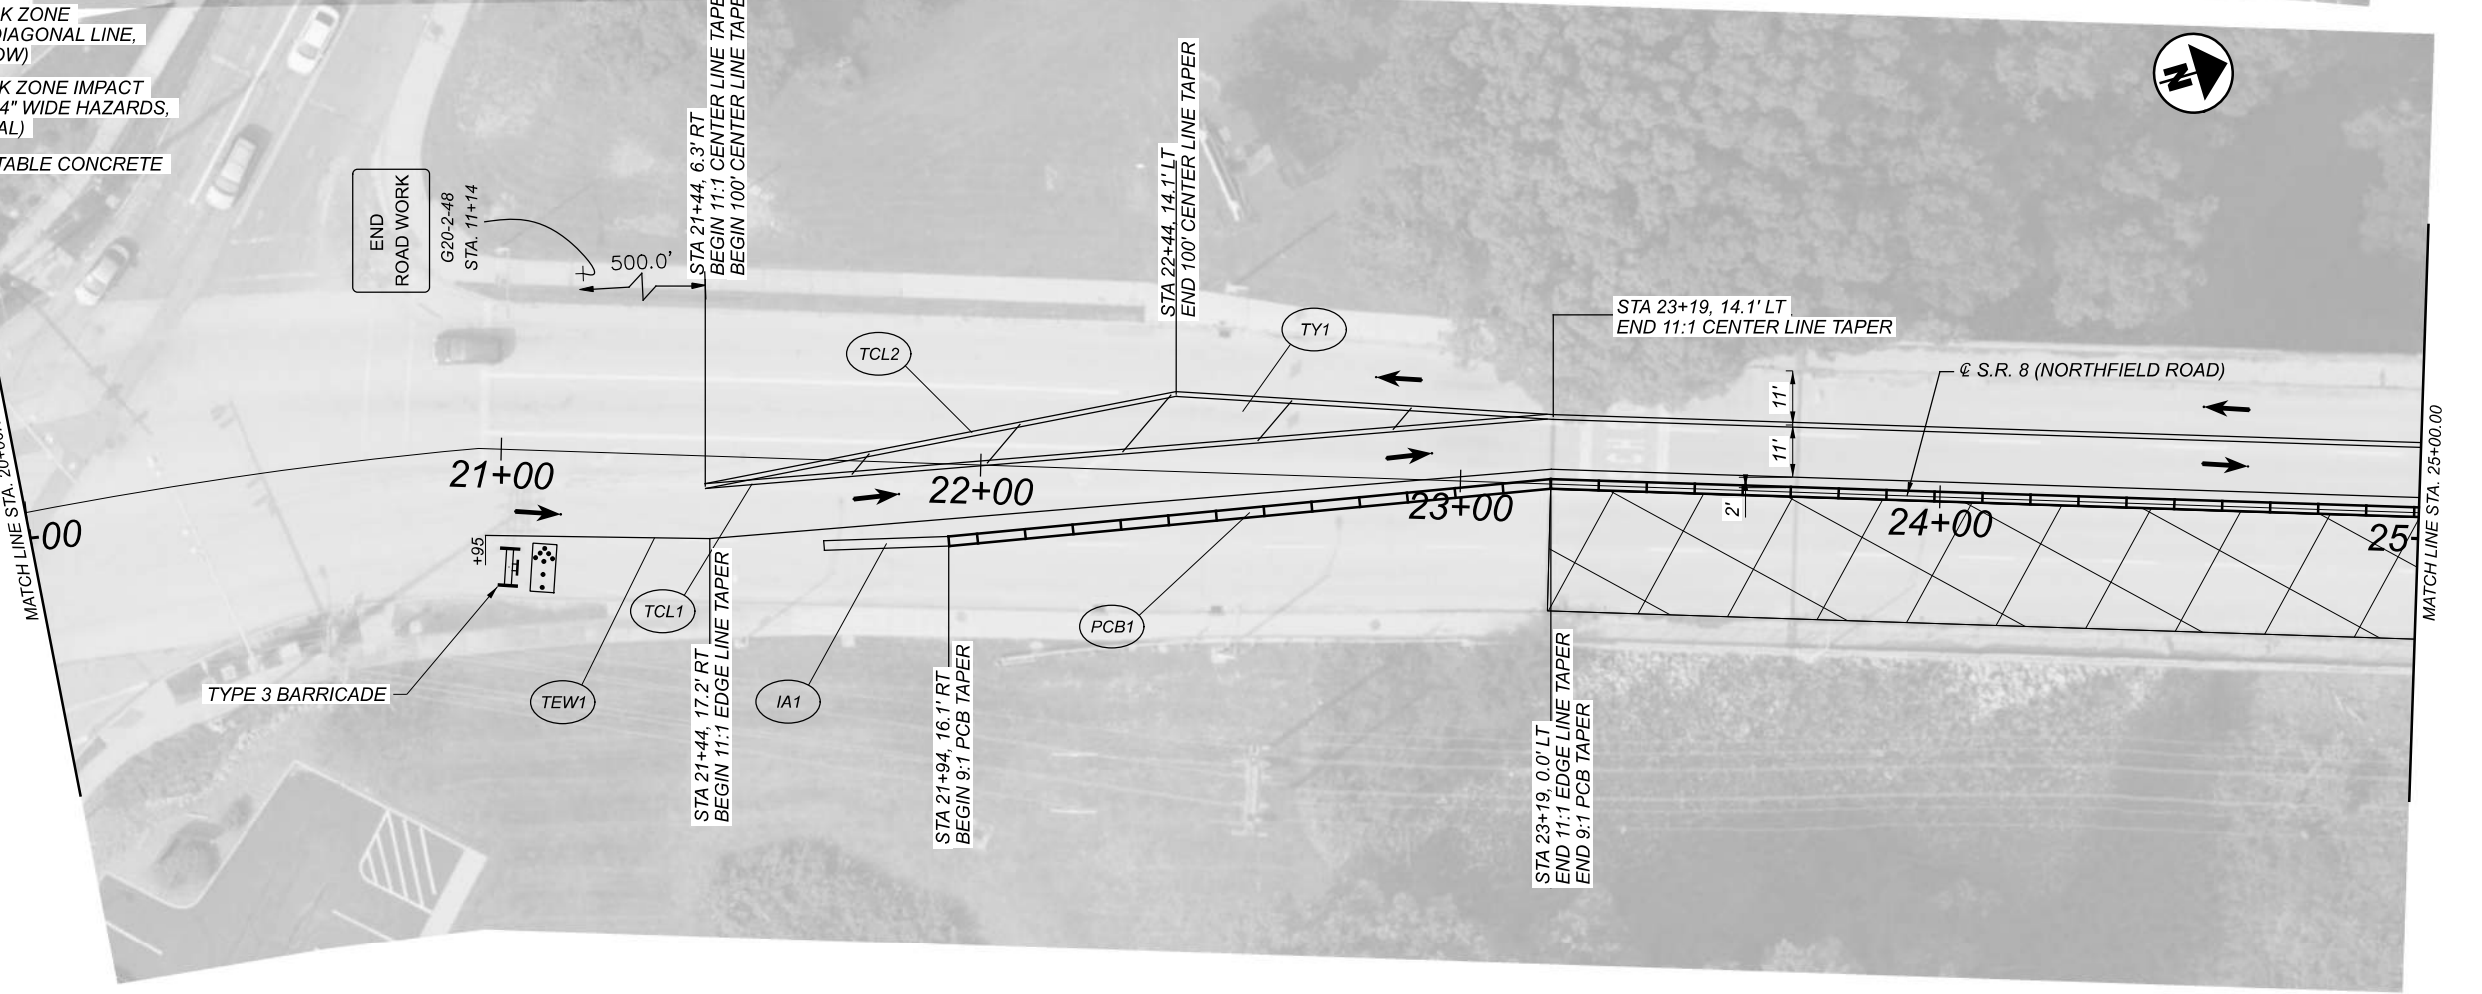 K ZONE
DIAGONAL LINE,
OW)
K ZONE IMPACT
4" WIDE HAZARDS,
AL)
TABLE CONCRETE
END
ROAD WORK
G20-2-48
STA. 11+14
500.0'
STA 21+44, 6.3' RT
BEGIN 11:1 CENTER LINE TAPE
BEGIN 100' CENTER LINE TAPE
STA 22+44, 14.1' LT
END 100' CENTER LINE TAPER
N
TCL2
TY1
STA 23+19, 14.1' LT
END 11:1 CENTER LINE TAPER
℄ S.R. 8 (NORTHFIELD ROAD)
11'
11'
2'
MATCH LINE STA. 20+00.
-00
21+00
22+00
23+00
24+00
25+
MATCH LINE STA. 25+00.00
+95
TYPE 3 BARRICADE
TEW1
TCL1
IA1
PCB1
STA 21+44, 17.2' RT
BEGIN 11:1 EDGE LINE TAPER
STA 21+94, 16.1' RT
BEGIN 9:1 PCB TAPER
STA 23+19, 0.0' LT
END 11:1 EDGE LINE TAPER
END 9:1 PCB TAPER